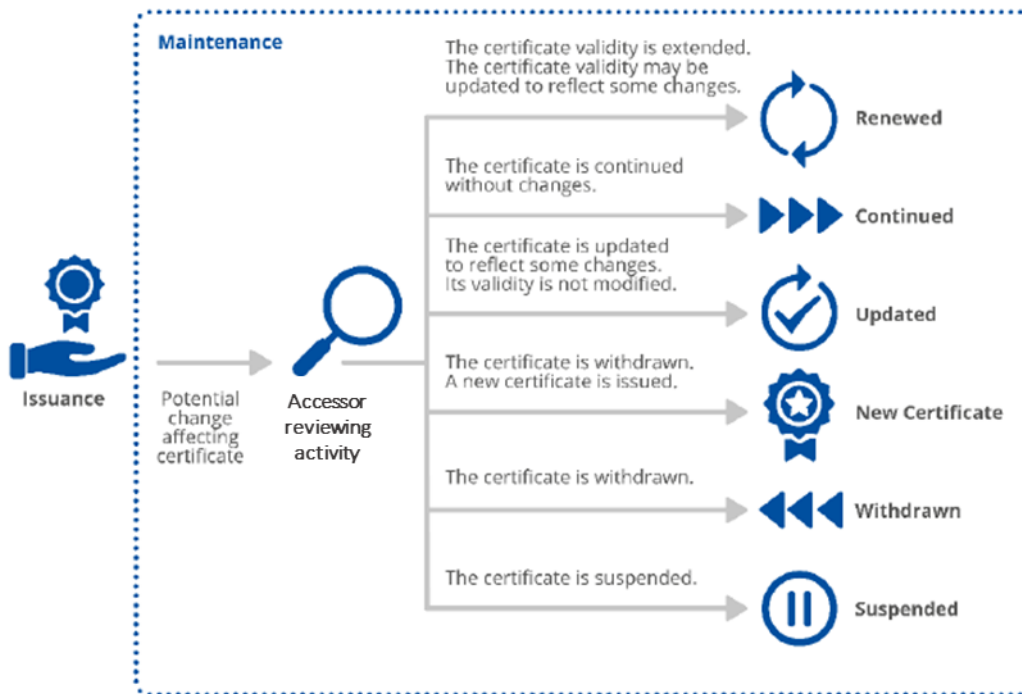 Maintenance
The certificate validity is extended.
The certificate validity may be
updated to reflect some changes.
Renewed
The certificate is continued
without changes.
Continued
The certificate is updated
to reflect some changes.
Its validity is not modified.
Updated
Issuance
Potential
change
affecting
certificate
Accessor
reviewing
activity
The certificate is withdrawn.
A new certificate is issued.
New Certificate
The certificate is withdrawn.
Withdrawn
The certificate is suspended.
Suspended